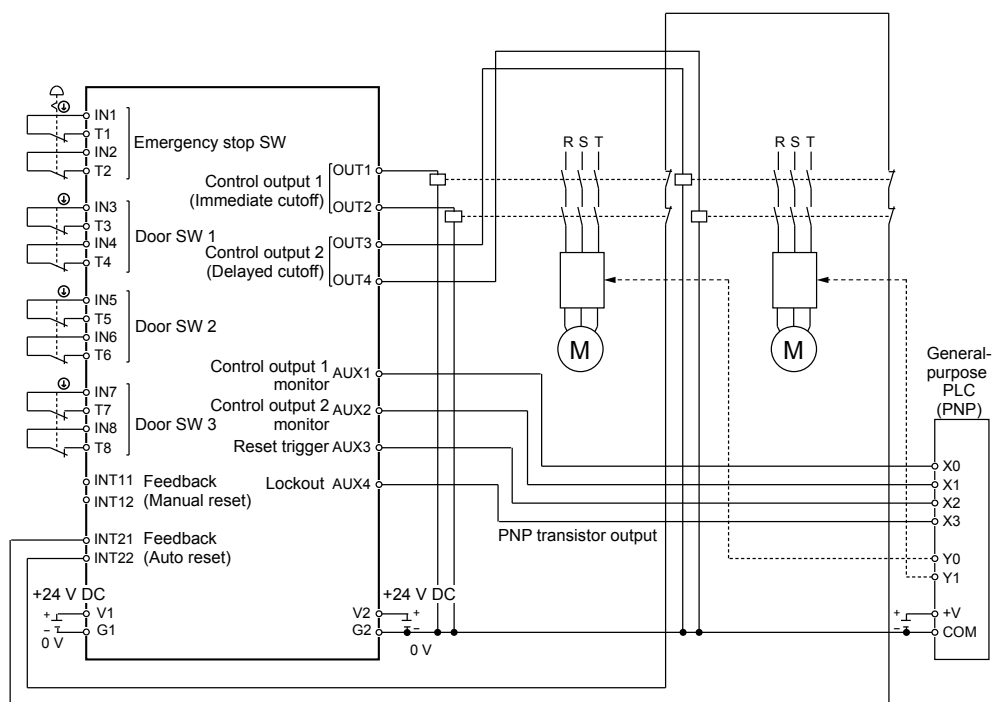 IN1
T1
IN2
T2
Emergency stop SW
IN3
T3
IN4
T4
Door SW 1
IN5
T5
IN6
T6
Door SW 2
IN7
T7
IN8
T8
Door SW 3
INT11 Feedback
INT12 (Manual reset)
INT21 Feedback
INT22 (Auto reset)
+24 V DC
+
−
V1
G1
0 V
Control output 1
(Immediate cutoff)
OUT1
OUT2
Control output 2
(Delayed cutoff)
OUT3
OUT4
Control output 1
monitor
AUX1
Control output 2
monitor
AUX2
Reset trigger AUX3
Lockout AUX4
PNP transistor output
+24 V DC
V2
G2
+
−
0 V
R S T
M
R S T
M
General-
purpose
PLC
(PNP)
X0
X1
X2
X3
Y0
Y1
+
−
+V
COM